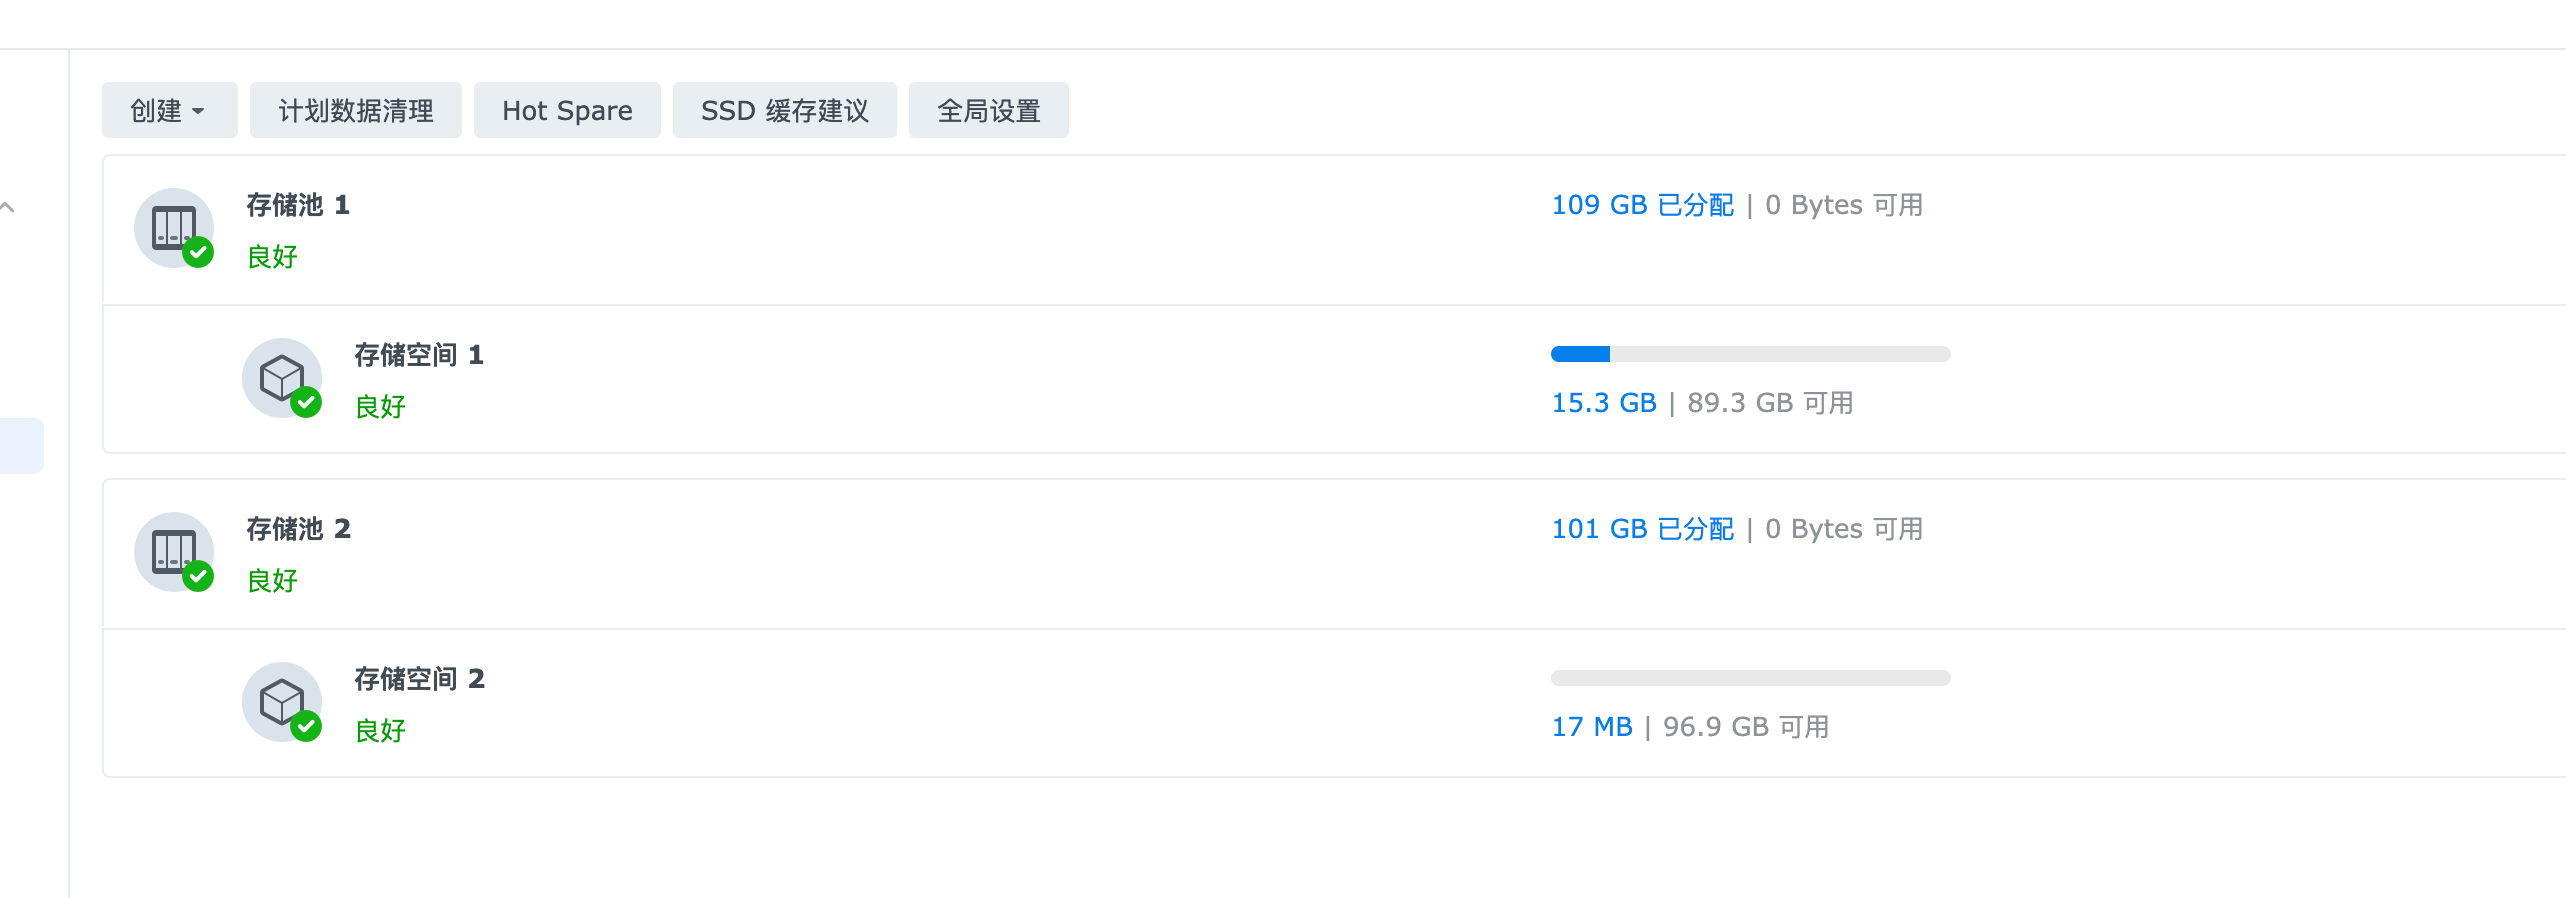 创建 计划数据清理 Hot Spare SSD 缓存建议 全局设置
存储池 1 109 GB 已分配 | 0 Bytes 可用
良好
存储空间 1
良好 15.3 GB | 89.3 GB 可用
存储池 2 101 GB 已分配 | 0 Bytes 可用
良好
存储空间 2
良好 17 MB | 96.9 GB 可用